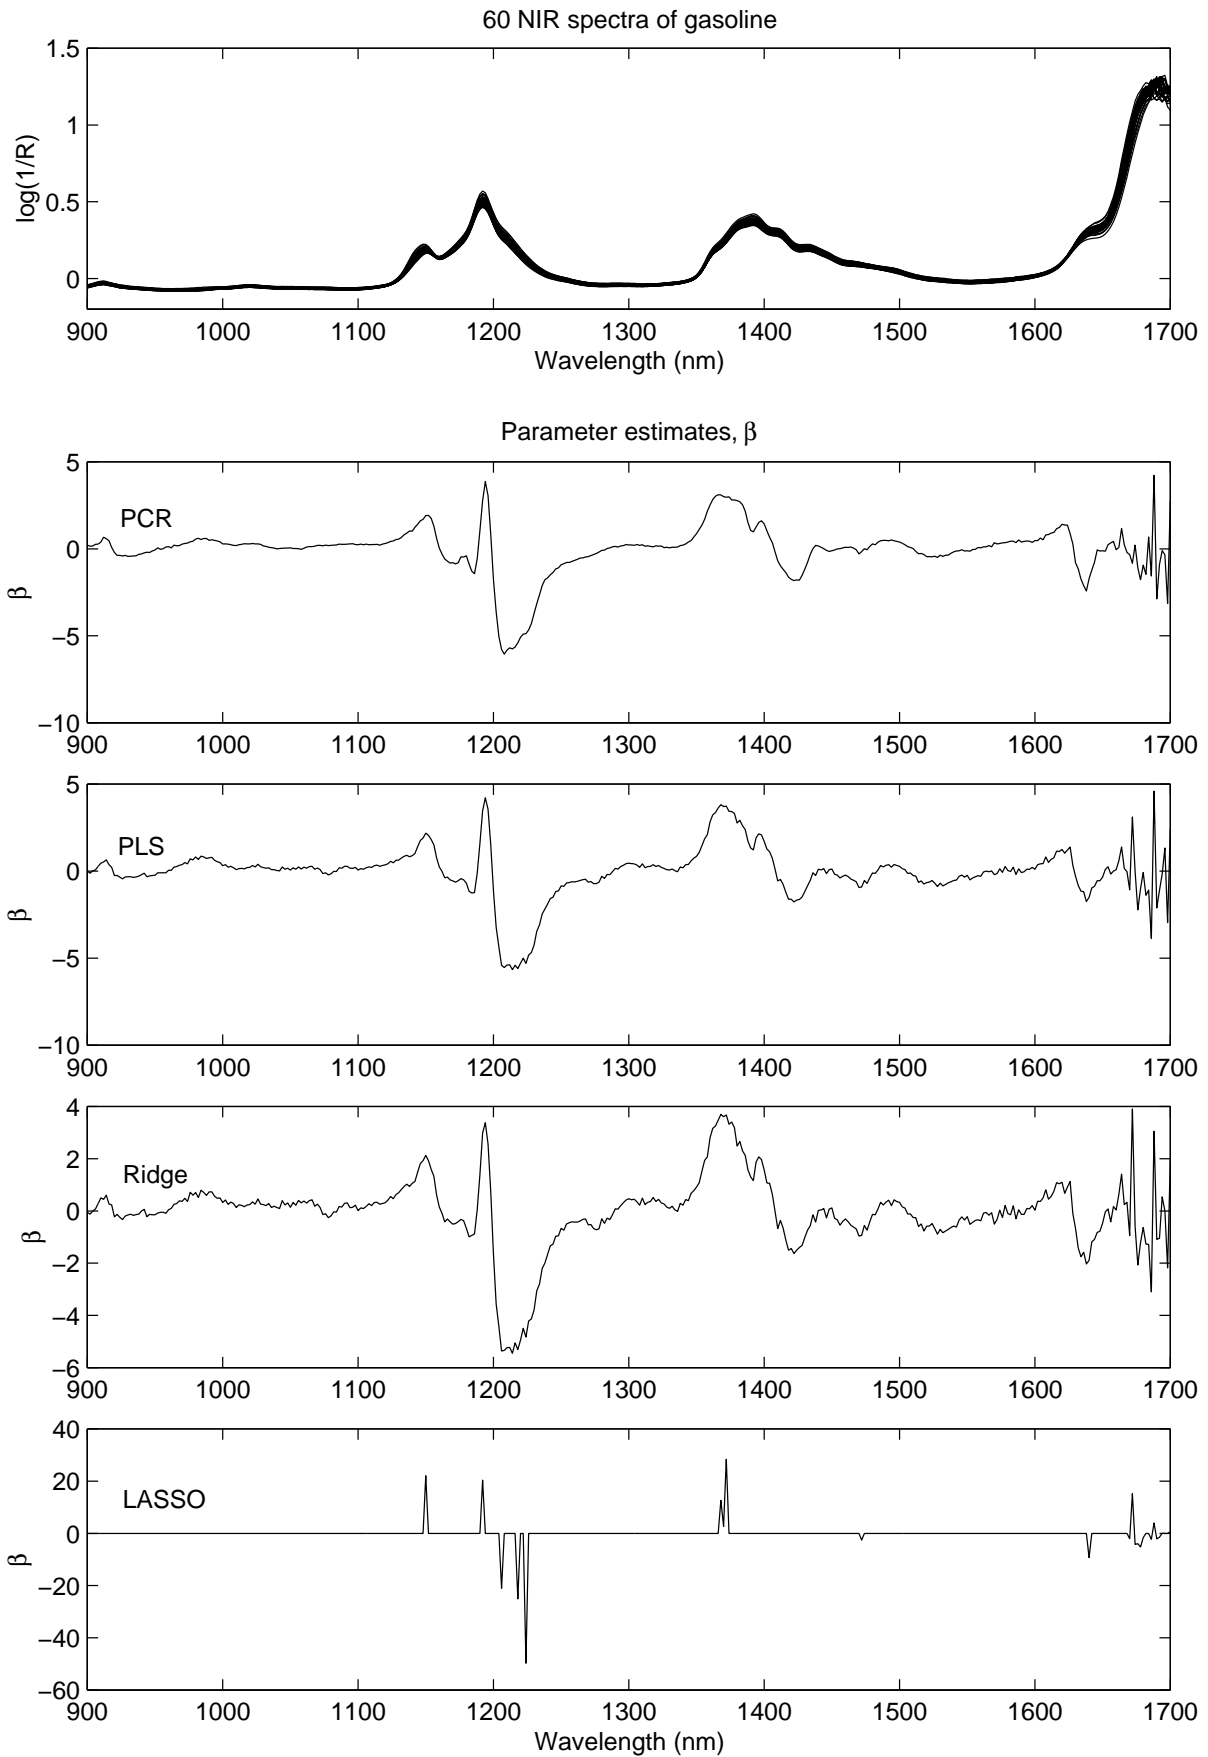 60 NIR spectra of gasoline
1.5
1
0.5
0
log(1/R)
900 1000 1100 1200 1300 1400 1500 1600 1700
Wavelength (nm)
Parameter estimates, β
5
0
−5
−10
β
PCR
900 1000 1100 1200 1300 1400 1500 1600 1700
5
0
−5
−10
β
PLS
900 1000 1100 1200 1300 1400 1500 1600 1700
4
2
0
−2
−4
−6
β
Ridge
900 1000 1100 1200 1300 1400 1500 1600 1700
40
20
0
−20
−40
−60
β
LASSO
900 1000 1100 1200 1300 1400 1500 1600 1700
Wavelength (nm)